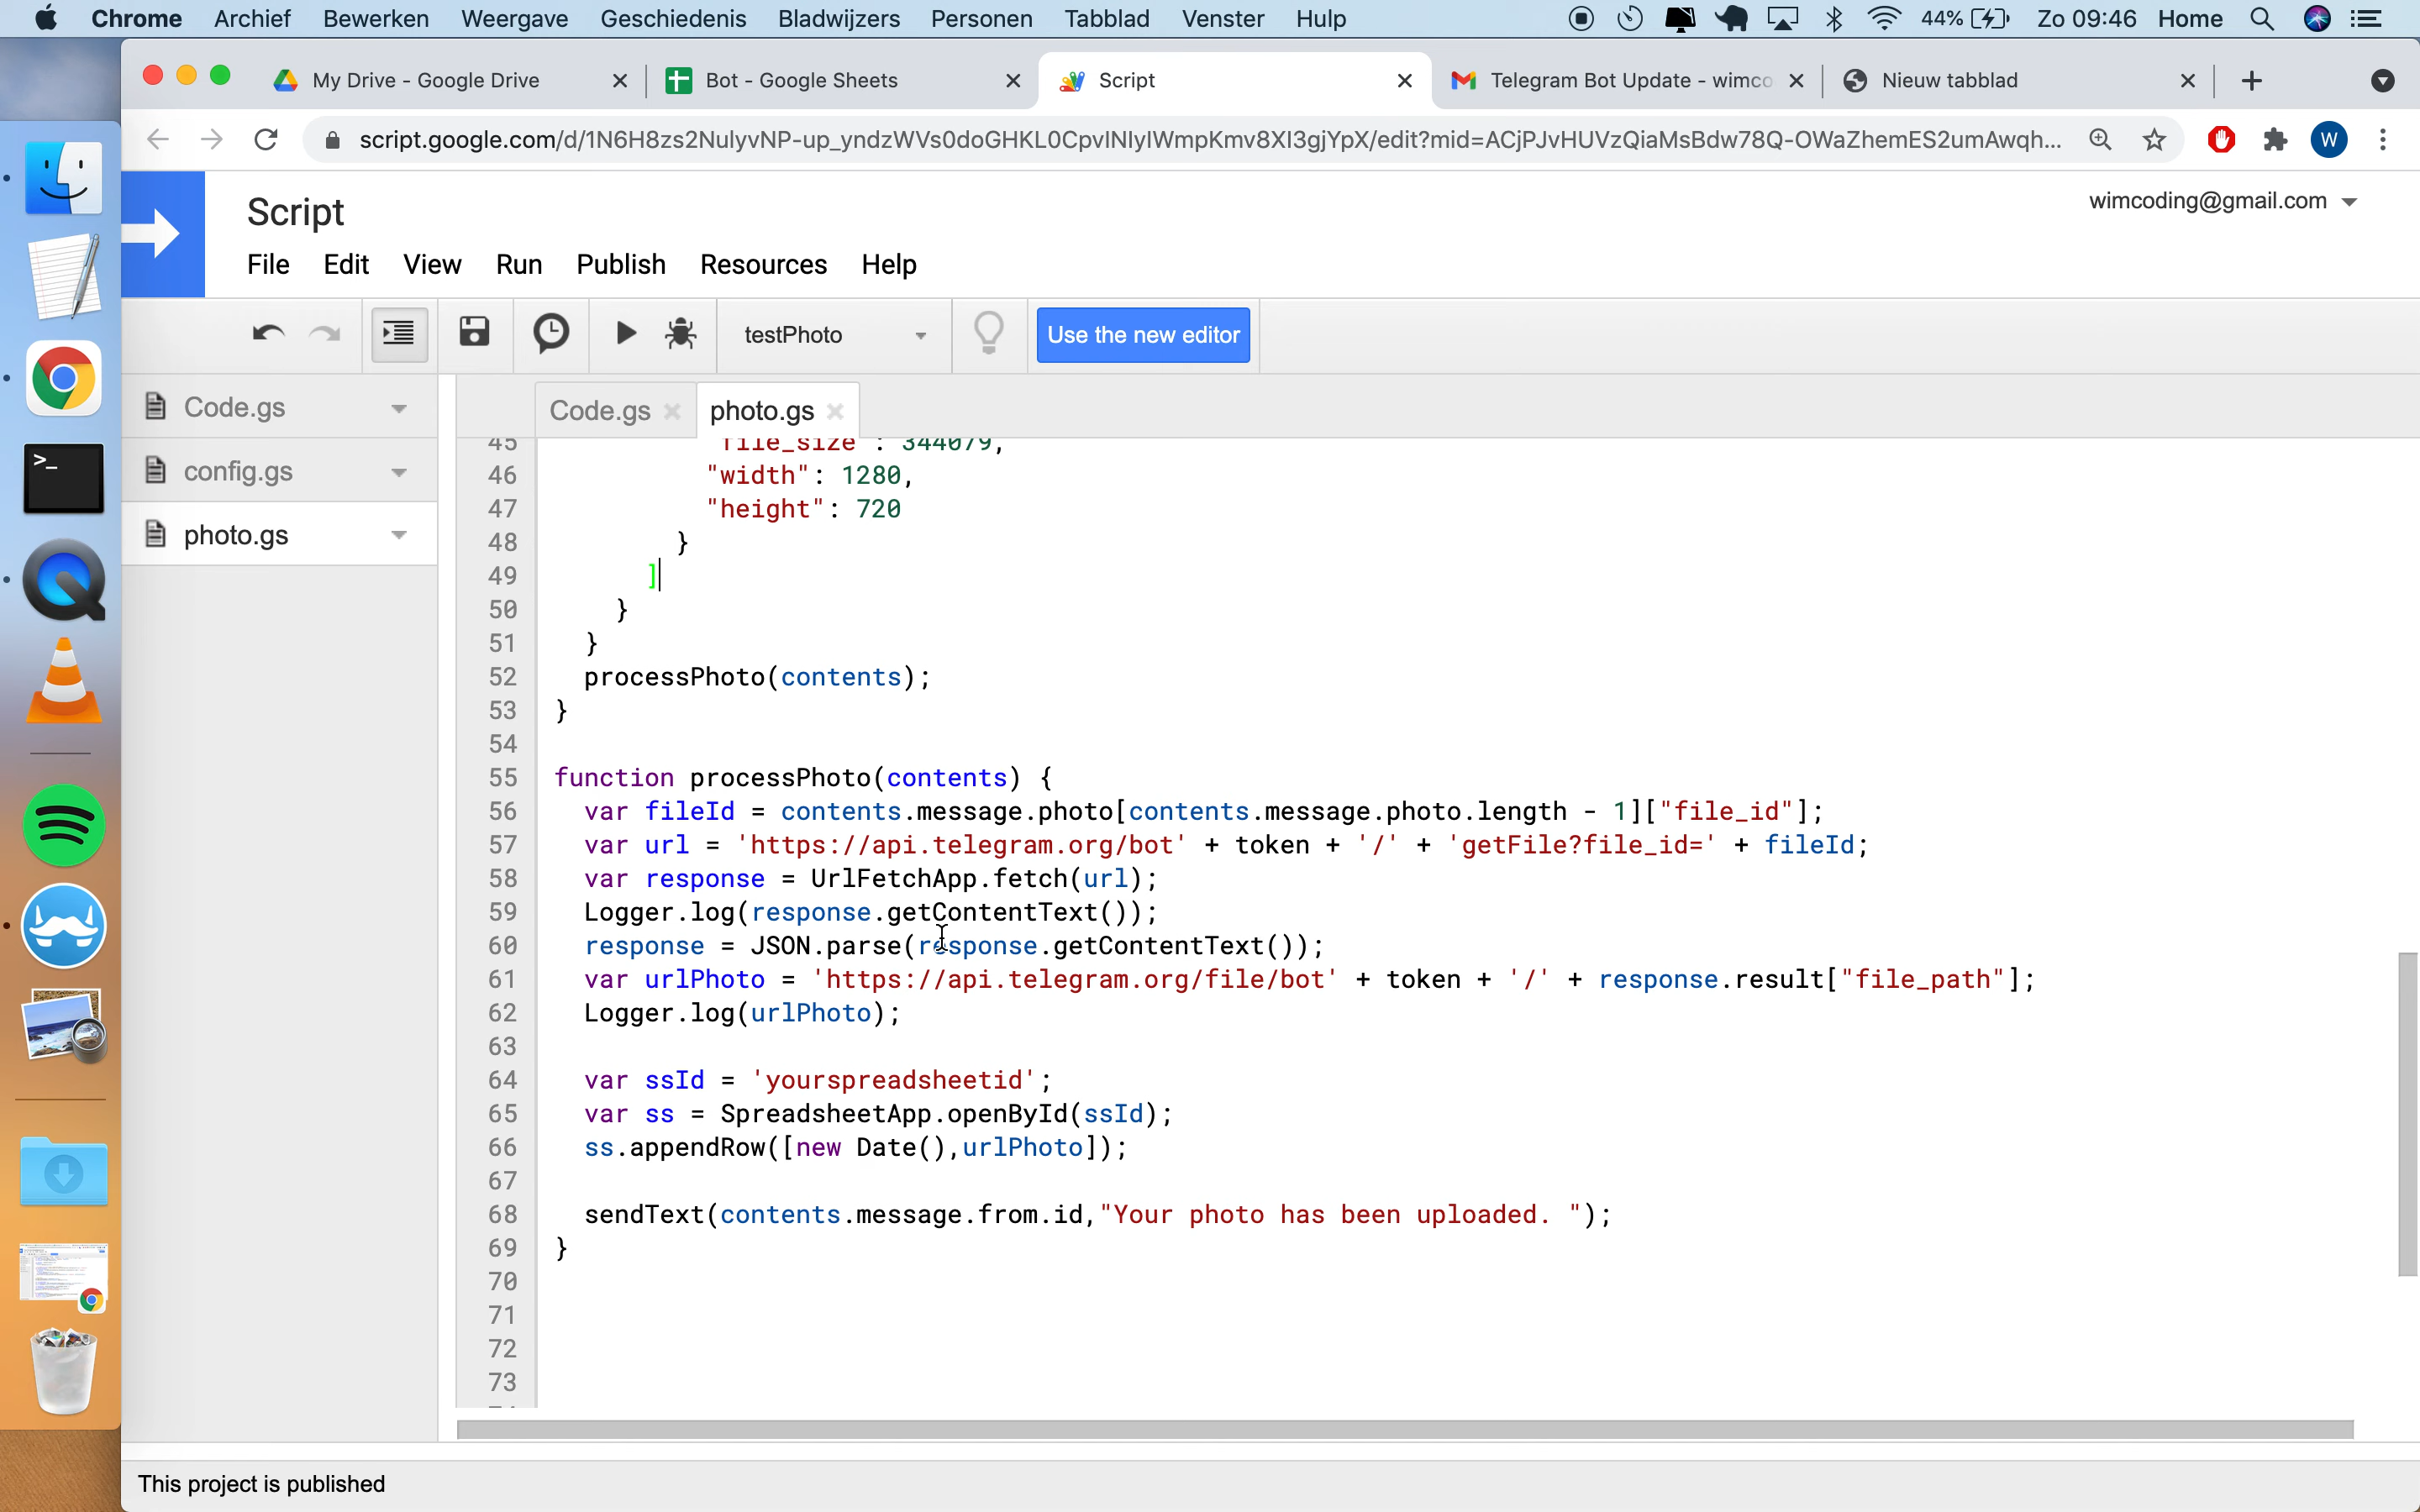 Chrome Archief Bewerken Weergave Geschiedenis Bladwijzers Personen Tabblad Venster Hulp 44% Zo 09:46 Home
My Drive - Google Drive Bot - Google Sheets Script Telegram Bot Update - wimco Nieuw tabblad
script.google.com/d/1N6H8zs2NulyvNP-up_yndzWVs0doGHKL0CpvINIyIWmpKmv8XI3gjYpX/edit?mid=ACjPJvHUVzQiaMsBdw78Q-OWaZhemES2umAwqh... W
Script
wimcoding@gmail.com
File Edit View Run Publish Resources Help
testPhoto Use the new editor
Code.gs
config.gs
photo.gs
Code.gs photo.gs
45 "file_size": 344079,
46 "width": 1280,
47 "height": 720
48 }
49 ]
50 }
51 }
52 processPhoto(contents);
53 }
54
55 function processPhoto(contents) {
56 var fileId = contents.message.photo[contents.message.photo.length - 1]["file_id"];
57 var url = 'https://api.telegram.org/bot' + token + '/' + 'getFile?file_id=' + fileId;
58 var response = UrlFetchApp.fetch(url);
59 Logger.log(response.getContentText());
60 response = JSON.parse(response.getContentText());
61 var urlPhoto = 'https://api.telegram.org/file/bot' + token + '/' + response.result["file_path"];
62 Logger.log(urlPhoto);
63
64 var ssId = 'yourspreadsheetid';
65 var ss = SpreadsheetApp.openById(ssId);
66 ss.appendRow([new Date(),urlPhoto]);
67
68 sendText(contents.message.from.id,"Your photo has been uploaded. ");
69 }
70
71
72
73
This project is published